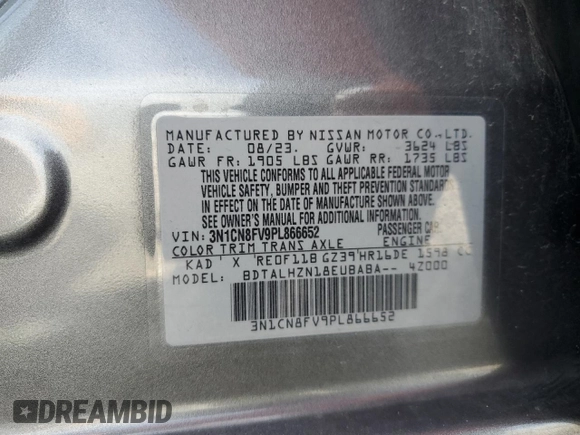 MANUFACTURED BY NISSAN MOTOR CO.,LTD.
DATE: 08/23. GVWR: 3624 LBS
GAWR FR: 1905 LBS GAWR RR: 1735 LBS
THIS VEHICLE CONFORMS TO ALL APPLICABLE FEDERAL MOTOR
VEHICLE SAFETY, BUMPER AND THEFT PREVENTION STANDARD
IN EFFECT ON THE DATE OF MANUFACTURE SHOWN ABOVE.
SEE OWNER'S MANUAL FOR ADDITIONAL INFORMATION.
VIN: 3N1CN8FV9PL866652 PASSENGER CAR
COLOR TRIM TRANS AXLE ENGINE
KAD' X 'RE0F11B GZ39'HR16DE 1598 CC
MODEL: BDTALHZN18EUBABA-- 4Z000
3N1CN8FV9PL866652
DREAMBID